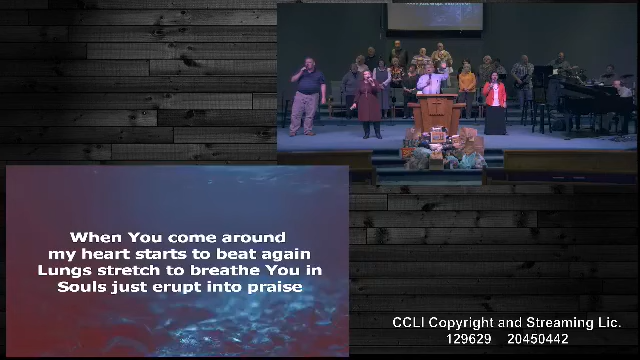 When You come around
my heart starts to beat again
Lungs stretch to breathe You in
Souls just erupt into praise
CCLI Copyright and Streaming Lic.
129629 20450442